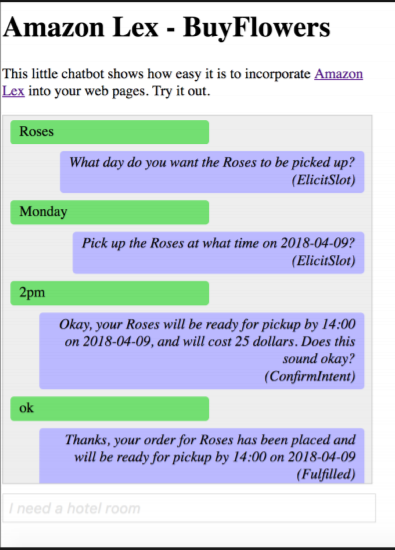 Amazon Lex - BuyFlowers
This little chatbot shows how easy it is to incorporate Amazon
Lex into your web pages. Try it out.
Roses
What day do you want the Roses to be picked up?
(ElicitSlot)
Monday
Pick up the Roses at what time on 2018-04-09?
(ElicitSlot)
2pm
Okay, your Roses will be ready for pickup by 14:00
on 2018-04-09, and will cost 25 dollars. Does this
sound okay?
(ConfirmIntent)
ok
Thanks, your order for Roses has been placed and
will be ready for pickup by 14:00 on 2018-04-09
(Fulfilled)
I need a hotel room